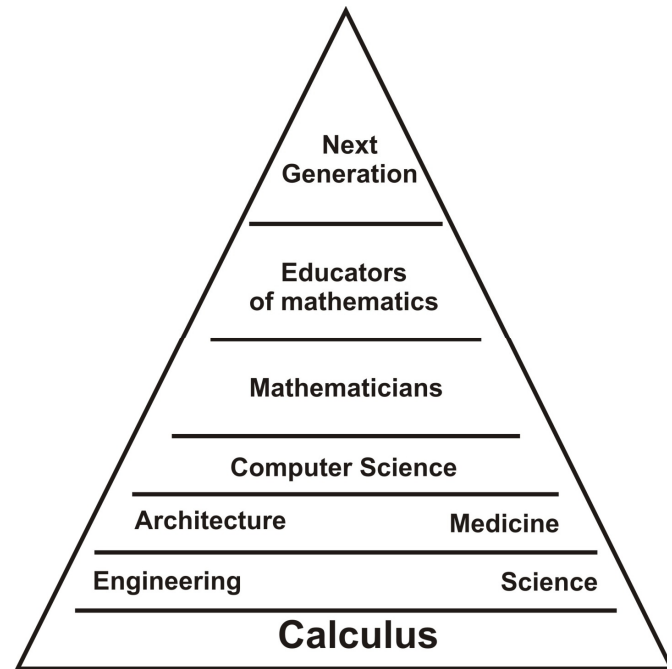 Next
Generation
Educators
of mathematics
Mathematicians
Computer Science
Architecture Medicine
Engineering Science
Calculus